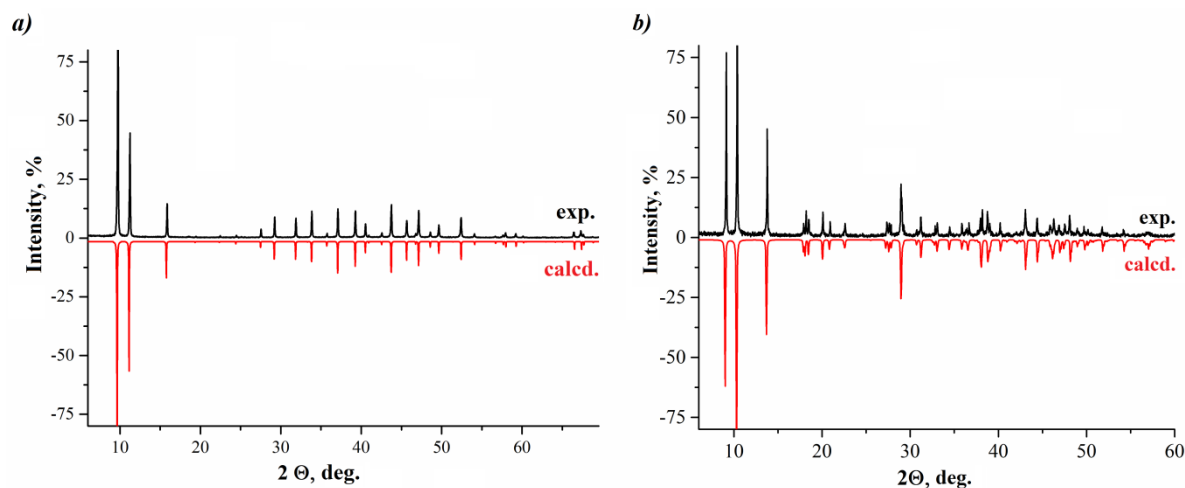 a)
75
50
25
0
-25
-50
-75
Intensity, %
exp.
calcd.
10 20 30 40 50 60
2 Θ, deg.
b)
75
50
25
0
-25
-50
-75
Intensity, %
exp.
calcd.
10 20 30 40 50 60
2Θ, deg.